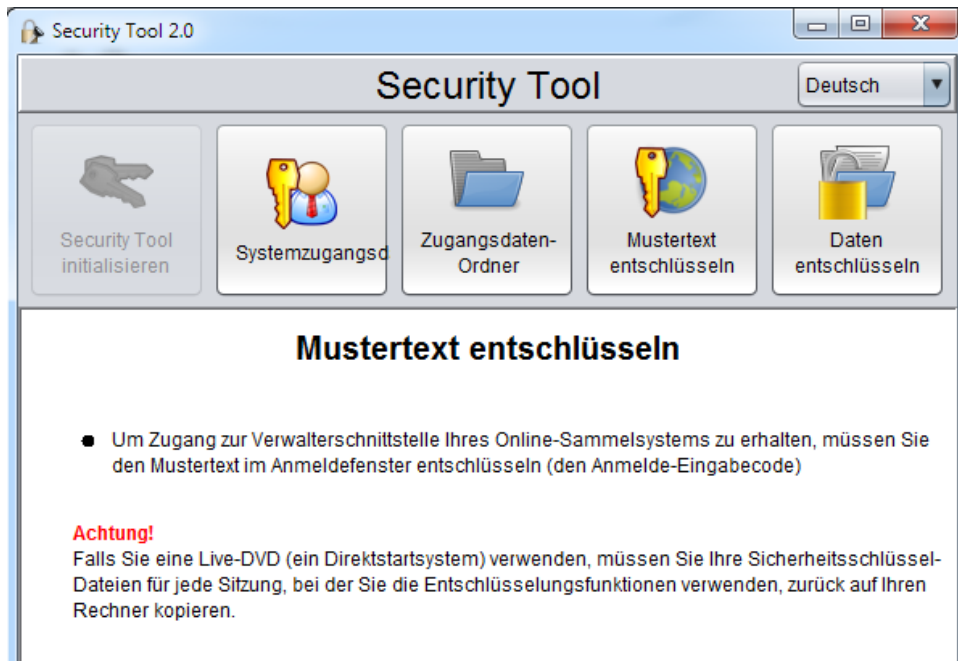 Security Tool 2.0
Security Tool
Deutsch
Security Tool
initialisieren
Systemzugangsd
Zugangsdaten-
Ordner
Mustertext
entschlüsseln
Daten
entschlüsseln
Mustertext entschlüsseln
Um Zugang zur Verwalterschnittstelle Ihres Online-Sammelsystems zu erhalten, müssen Sie
den Mustertext im Anmeldefenster entschlüsseln (den Anmelde-Eingabecode)
Achtung!
Falls Sie eine Live-DVD (ein Direktstartsystem) verwenden, müssen Sie Ihre Sicherheitsschlüssel-
Dateien für jede Sitzung, bei der Sie die Entschlüsselungsfunktionen verwenden, zurück auf Ihren
Rechner kopieren.